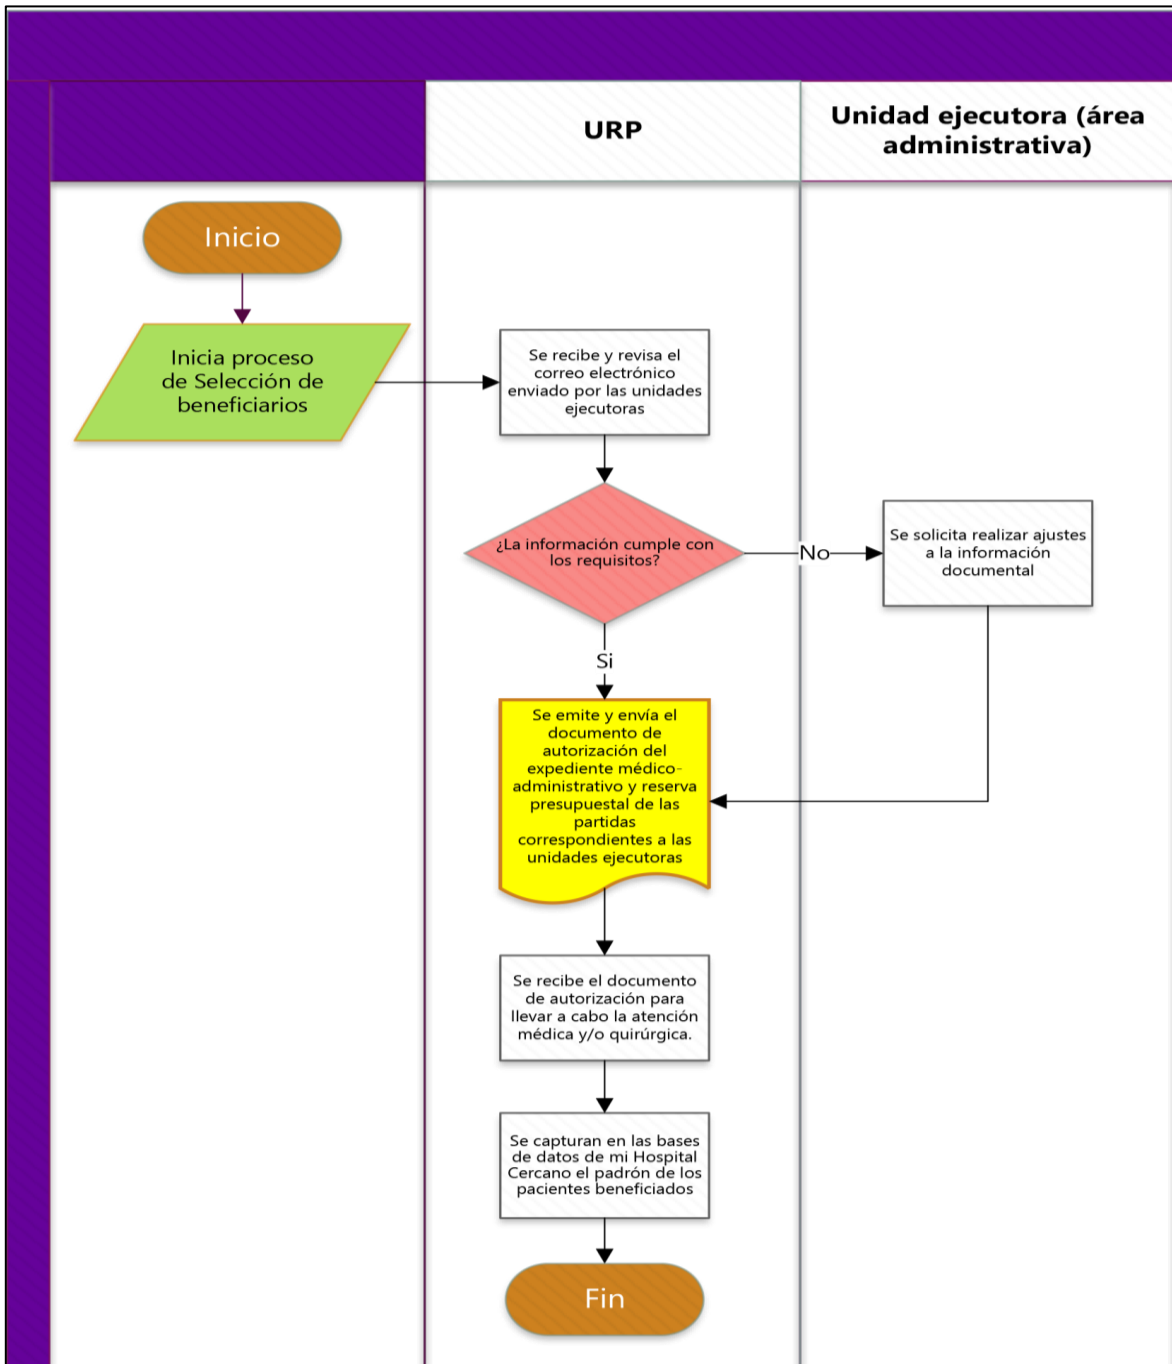 URP
Unidad ejecutora (área
administrativa)
Inicio
Inicia proceso
de Selección de
beneficiarios
Se recibe y revisa el
correo electrónico
enviado por las unidades
ejecutoras
¿La información cumple con
los requisitos?
No
Se solicita realizar ajustes
a la información
documental
Si
Se emite y envía el
documento de
autorización del
expediente médico-
administrativo y reserva
presupuestal de las
partidas
correspondientes a las
unidades ejecutoras
Se recibe el documento
de autorización para
llevar a cabo la atención
médica y/o quirúrgica.
Se capturan en las bases
de datos de mi Hospital
Cercano el padrón de los
pacientes beneficiados
Fin